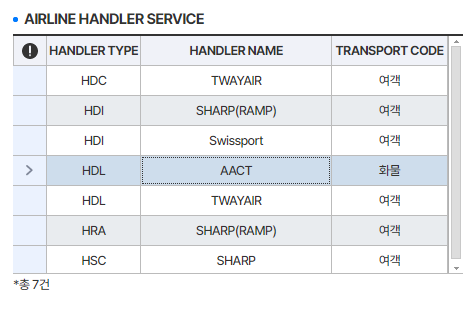 AIRLINE HANDLER SERVICE
HANDLER TYPE HANDLER NAME TRANSPORT CODE
HDC TWAYAIR 여객
HDI SHARP(RAMP) 여객
HDI Swissport 여객
HDL AACT 화물
HDL TWAYAIR 여객
HRA SHARP(RAMP) 여객
HSC SHARP 여객
*총 7건